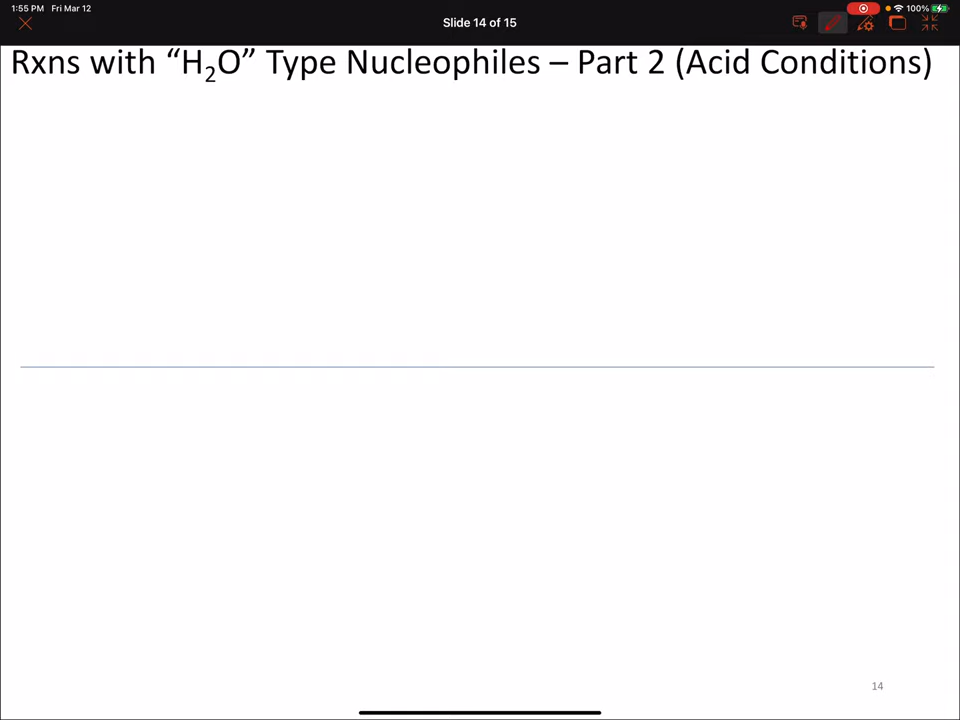 1:55 PM Fri Mar 12
100%
Slide 14 of 15
Rxns with “H₂O” Type Nucleophiles – Part 2 (Acid Conditions)
14